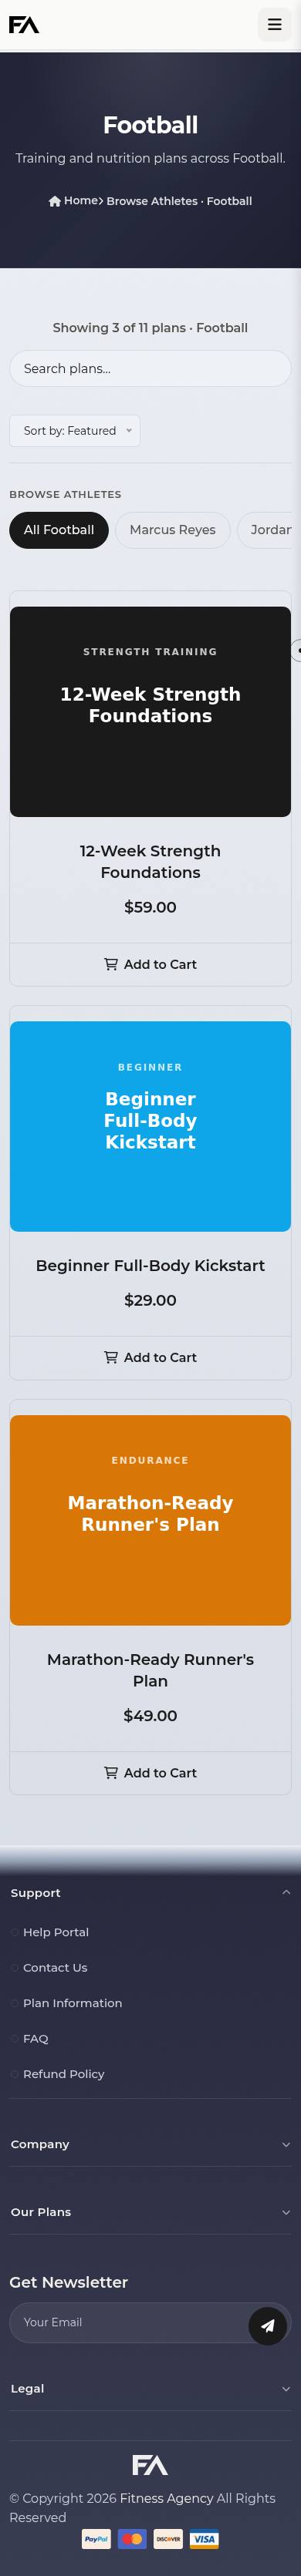 FA
Football
Training and nutrition plans across Football.
Home Browse Athletes · Football
Showing 3 of 11 plans · Football
Search plans...
Sort by: Featured
BROWSE ATHLETES
All Football Marcus Reyes Jordan
STRENGTH TRAINING
12-Week Strength
Foundations
12-Week Strength
Foundations
$59.00
Add to Cart
BEGINNER
Beginner
Full-Body
Kickstart
Beginner Full-Body Kickstart
$29.00
Add to Cart
ENDURANCE
Marathon-Ready
Runner's Plan
Marathon-Ready Runner's
Plan
$49.00
Add to Cart
Support
Help Portal
Contact Us
Plan Information
FAQ
Refund Policy
Company
Our Plans
Get Newsletter
Your Email
Legal
FA
© Copyright 2026 Fitness Agency All Rights
Reserved
PayPal DISCOVER VISA